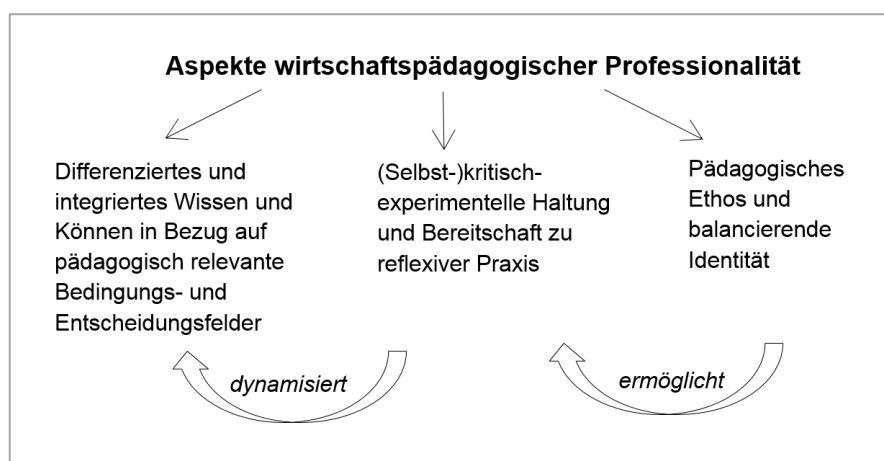 Aspekte wirtschaftspädagogischer Professionalität
Differenziertes und
integriertes Wissen und
Können in Bezug auf
pädagogisch relevante
Bedingungs- und
Entscheidungsfelder
(Selbst-)kritisch-
experimentelle Haltung
und Bereitschaft zu
reflexiver Praxis
Pädagogisches
Ethos und
balancierende
Identität
dynamisiert
ermöglicht